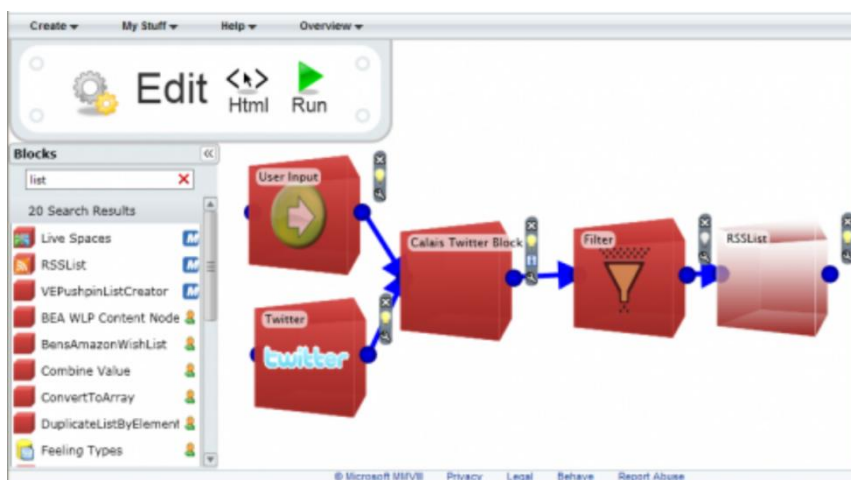 Create My Stuff Help Overview
Edit
Html
Run
Blocks
list
20 Search Results
Live Spaces
RSSList
VEPushpinListCreator
BEA WLP Content Node
BensAmazonWishList
Combine Value
ConvertToArray
DuplicateListByElement
Feeling Types
User Input
Calais Twitter Block
Filter
RSSList
Twitter
twitter
© Microsoft MMVIII Privacy Legal Behave Report Abuse